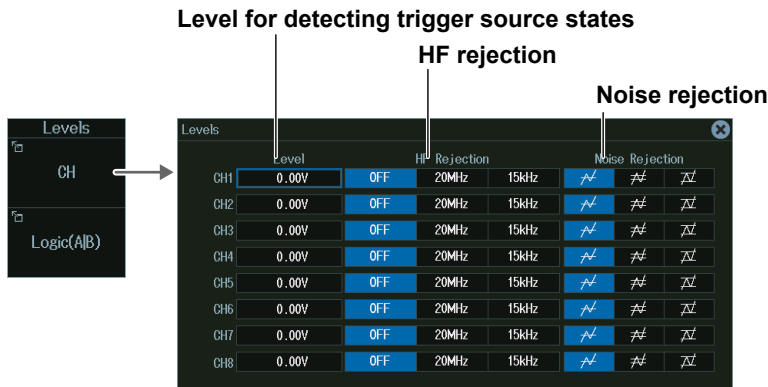 Level for detecting trigger source states
HF rejection
Noise rejection
Levels
CH
Logic(A|B)
Levels
Level HF Rejection Noise Rejection
CH1 0.00V OFF 20MHz 15kHz
CH2 0.00V OFF 20MHz 15kHz
CH3 0.00V OFF 20MHz 15kHz
CH4 0.00V OFF 20MHz 15kHz
CH5 0.00V OFF 20MHz 15kHz
CH6 0.00V OFF 20MHz 15kHz
CH7 0.00V OFF 20MHz 15kHz
CH8 0.00V OFF 20MHz 15kHz